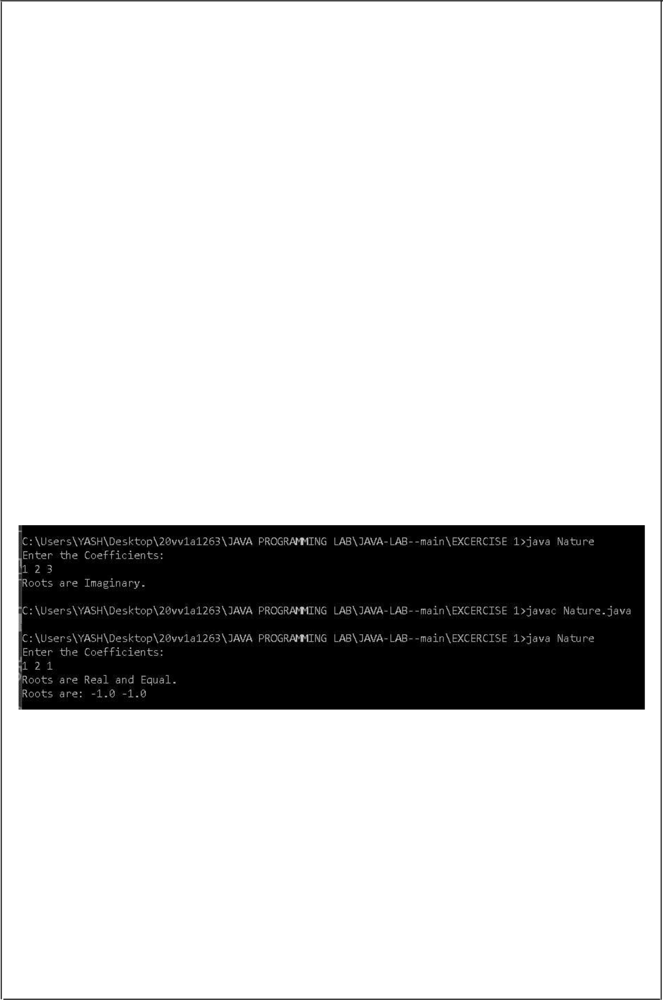 C:\Users\YASH\Desktop\20vv1a1263\JAVA PROGRAMMING LAB\JAVA-LAB--main\EXCERCISE 1>java Nature
Enter the Coefficients:
1 2 3
Roots are Imaginary.
C:\Users\YASH\Desktop\20vv1a1263\JAVA PROGRAMMING LAB\JAVA-LAB--main\EXCERCISE 1>javac Nature.java
C:\Users\YASH\Desktop\20vv1a1263\JAVA PROGRAMMING LAB\JAVA-LAB--main\EXCERCISE 1>java Nature
Enter the Coefficients:
1 2 1
Roots are Real and Equal.
Roots are: -1.0 -1.0